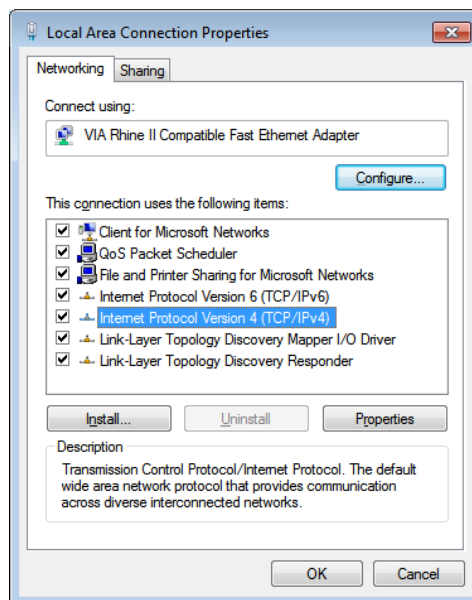 Local Area Connection Properties
Networking
Sharing
Connect using:
VIA Rhine II Compatible Fast Ethernet Adapter
Configure...
This connection uses the following items:
Client for Microsoft Networks
QoS Packet Scheduler
File and Printer Sharing for Microsoft Networks
Internet Protocol Version 6 (TCP/IPv6)
Internet Protocol Version 4 (TCP/IPv4)
Link-Layer Topology Discovery Mapper I/O Driver
Link-Layer Topology Discovery Responder
Install...
Uninstall
Properties
Description
Transmission Control Protocol/Internet Protocol. The default
wide area network protocol that provides communication
across diverse interconnected networks.
OK
Cancel